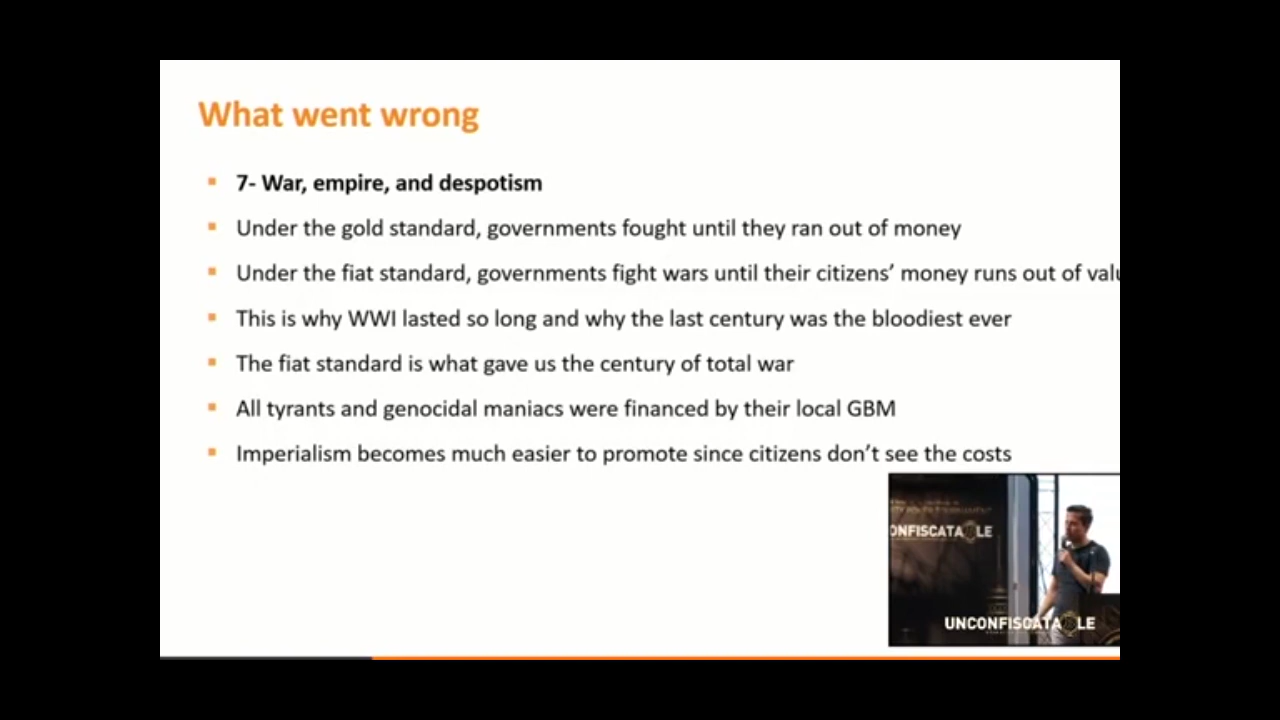 What went wrong
7- War, empire, and despotism
Under the gold standard, governments fought until they ran out of money
Under the fiat standard, governments fight wars until their citizens' money runs out of valu
This is why WWI lasted so long and why the last century was the bloodiest ever
The fiat standard is what gave us the century of total war
All tyrants and genocidal maniacs were financed by their local GBM
Imperialism becomes much easier to promote since citizens don't see the costs
ONFISCATA LE
UNCONFISCATA LE